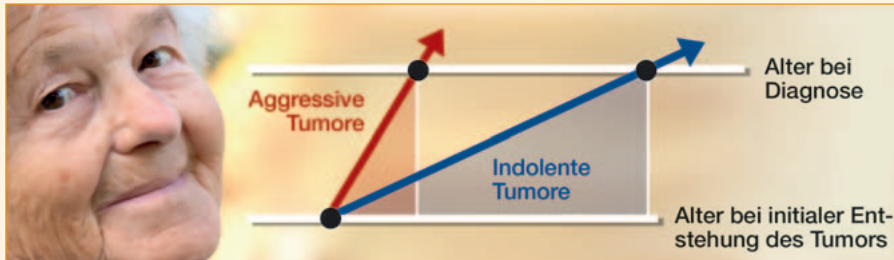 Aggressive
Tumore
Indolente
Tumore
Alter bei
Diagnose
Alter bei initialer Ent-
stehung des Tumors